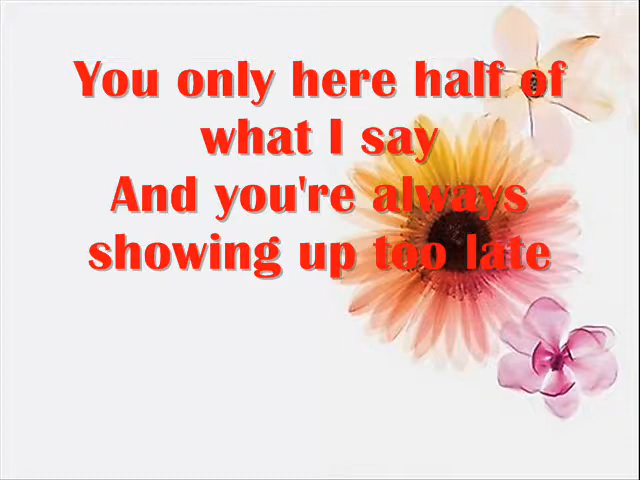 You only here half of
what I say
And you're always
showing up too late